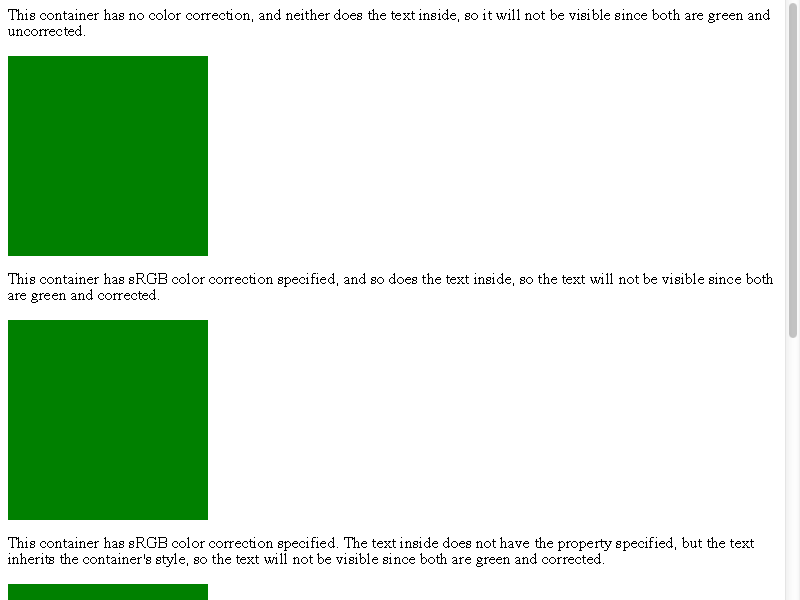 This container has no color correction, and neither does the text inside, so it will not be visible since both are green and
uncorrected.
This container has sRGB color correction specified, and so does the text inside, so the text will not be visible since both
are green and corrected.
This container has sRGB color correction specified. The text inside does not have the property specified, but the text
inherits the container's style, so the text will not be visible since both are green and corrected.